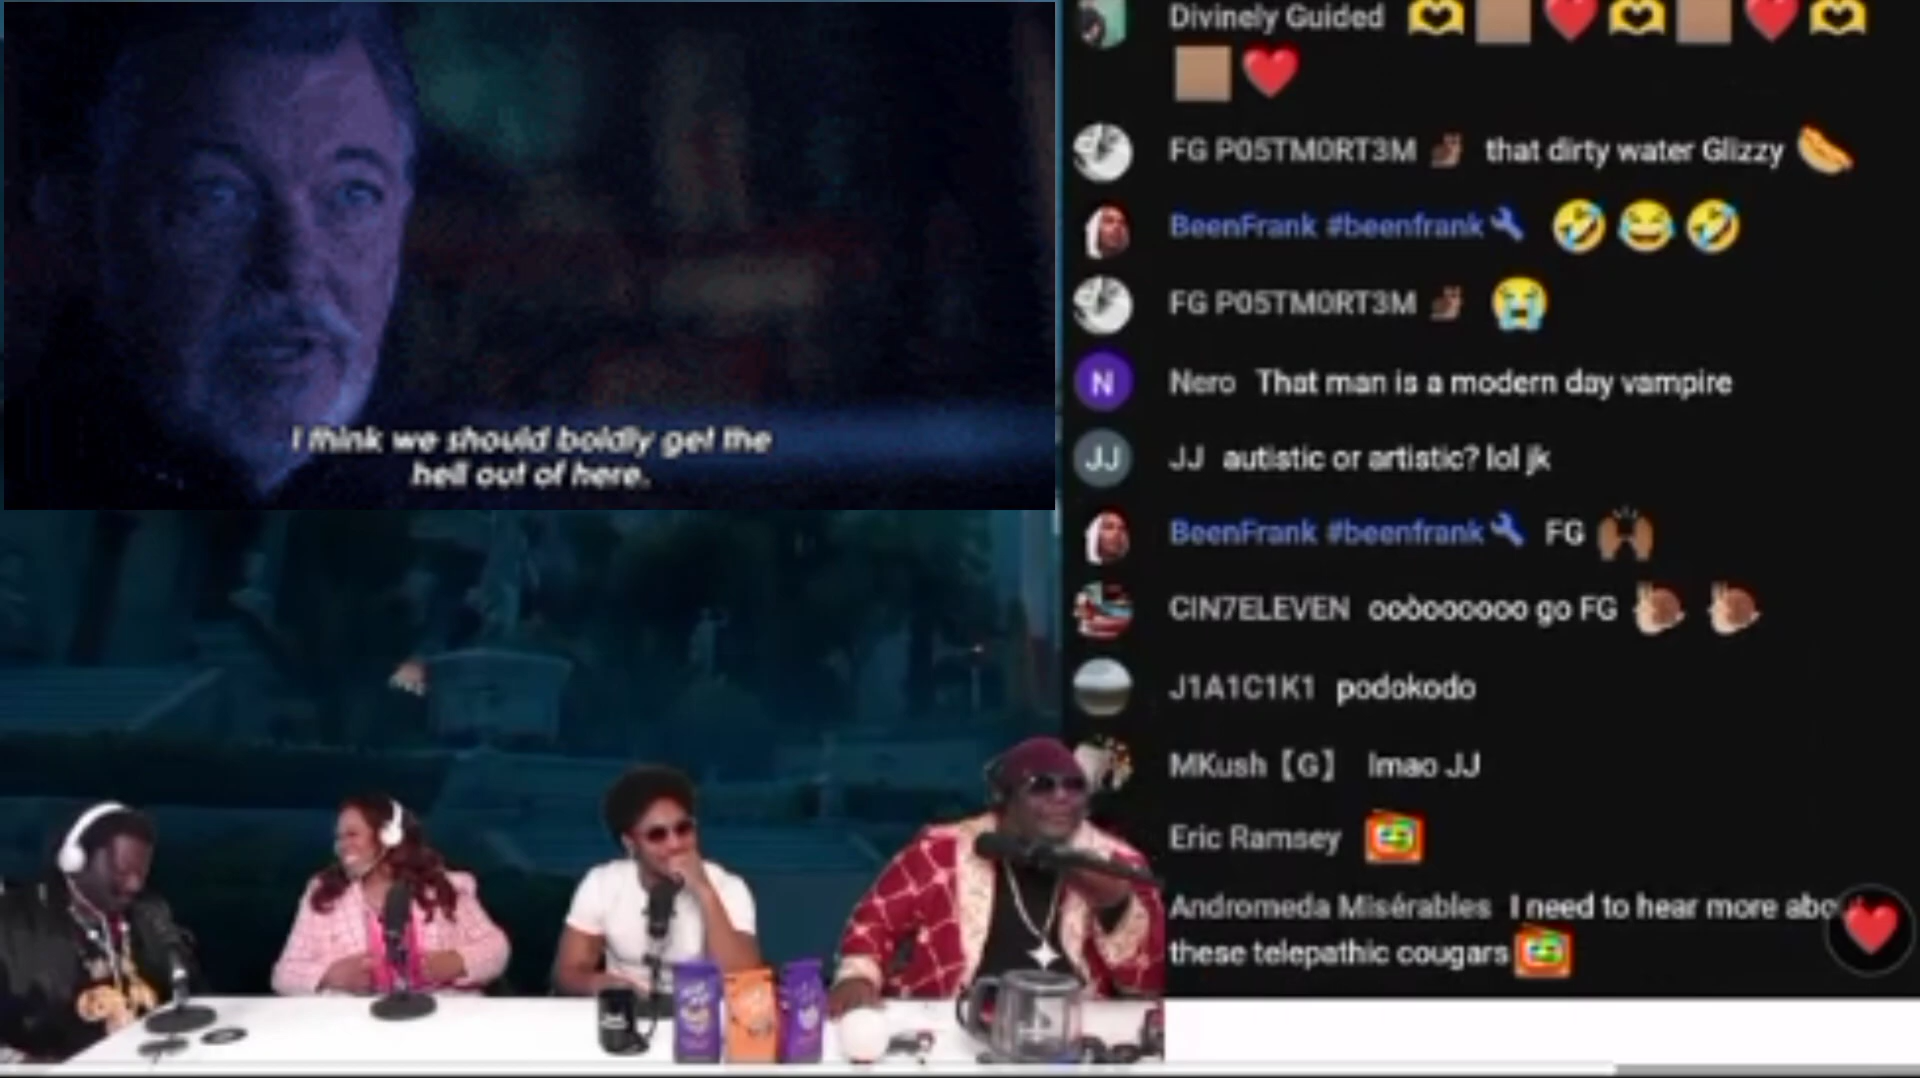 I think we should boldly get the
hell out of here.
Divinely Guided
FG P05TM0RT3M that dirty water Glizzy
BeenFrank #beenfrank
FG P05TM0RT3M
N Nero That man is a modern day vampire
JJ JJ autistic or artistic? lol jk
BeenFrank #beenfrank FG
CIN7ELEVEN ooòooooo go FG
J1A1C1K1 podokodo
MKush【G】 lmao JJ
Eric Ramsey
Andromeda Misérables I need to hear more abo
these telepathic cougars